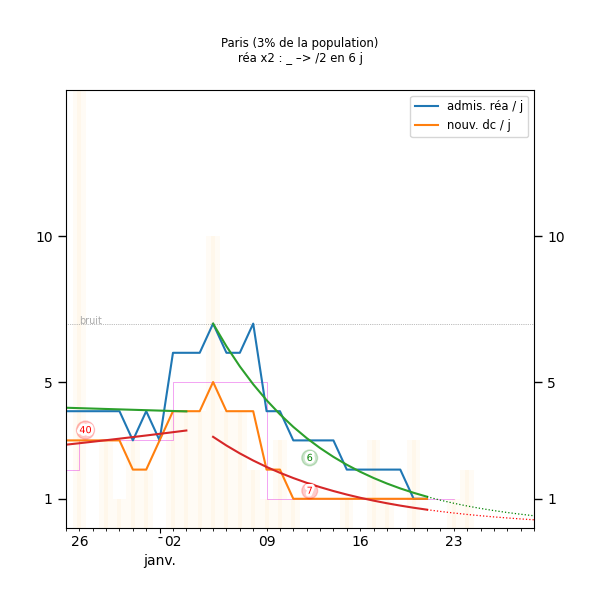 Paris (3% de la population)
réa x2 : _ –> /2 en 6 j
admis. réa / j
nouv. dc / j
10 10
bruit
5 5
40
6
7
1 1
26 02 09 16 23
janv.